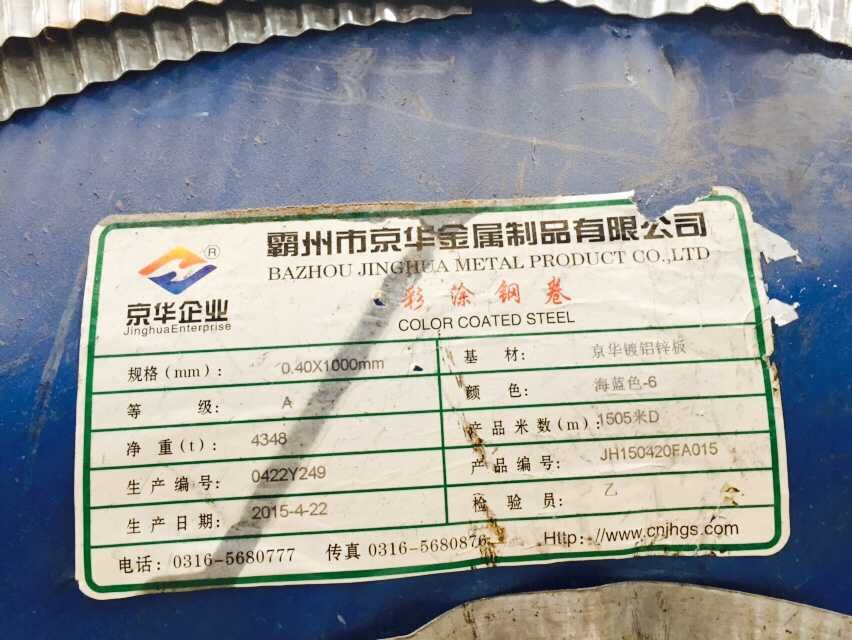 霸州市京华金属制品有限公司
BAZHOU JINGHUA METAL PRODUCT CO.,LTD
®
京华企业
JinghuaEnterprise
彩涂钢卷
COLOR COATED STEEL
规格(mm): 0.40X1000mm 基材: 京华镀铝锌板
等级: A 颜色: 海蓝色-6
净重(t): 4348 产品米数(m): 1505米D
生产编号: 0422Y249 产品编号: JH150420FA015
生产日期: 2015-4-22 检验员: 乙
电话: 0316-5680777 传真 0316-5680876 Http: //www.cnjhgs.com